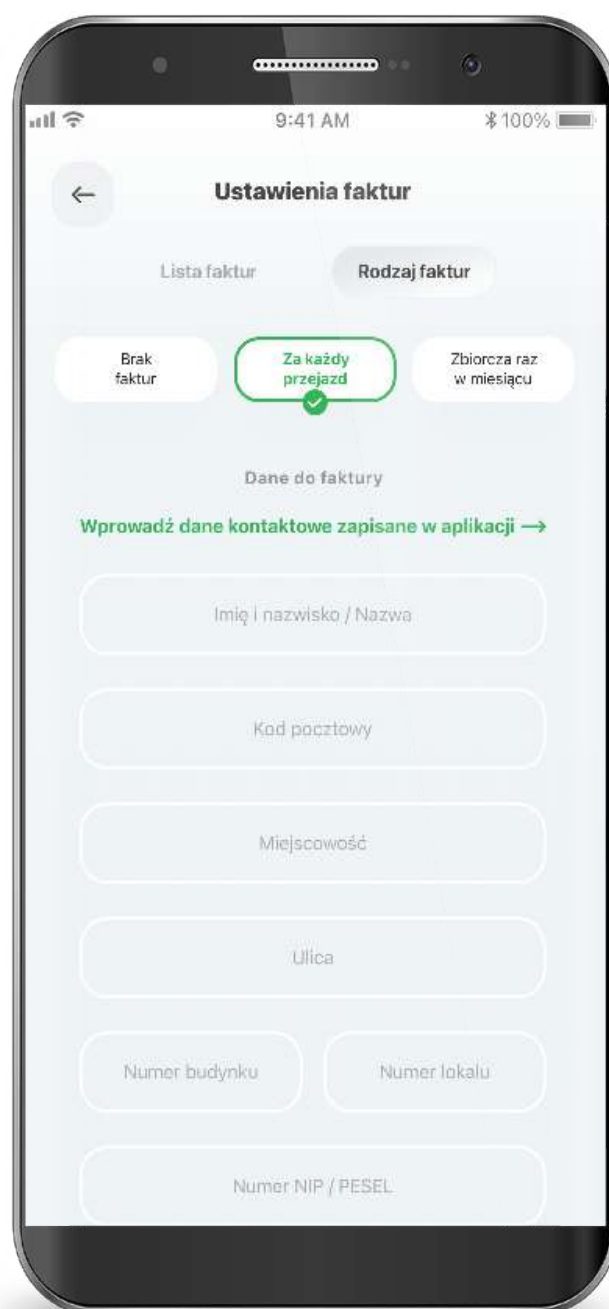 9:41 AM 100%
Ustawienia faktur
Lista faktur Rodzaj faktur
Brak
faktur
Za każdy
przejazd
Zbiorcza raz
w miesiącu
Dane do faktury
Wprowadź dane kontaktowe zapisane w aplikacji →
Imię i nazwisko / Nazwa
Kod pocztowy
Miejscowość
Ulica
Numer budynku Numer lokalu
Numer NIP / PESEL